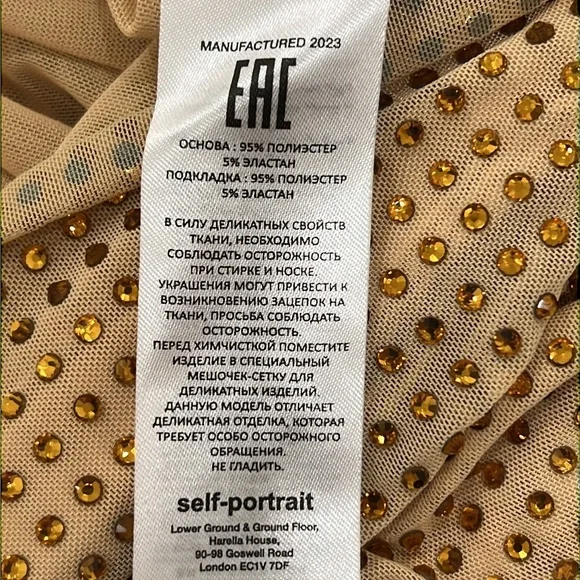 MANUFACTURED 2023
EAC
ОСНОВА : 95% ПОЛИЭСТЕР
5% ЭЛАСТАН
ПОДКЛАДКА : 95% ПОЛИЭСТЕР
5% ЭЛАСТАН
В СИЛУ ДЕЛИКАТНЫХ СВОЙСТВ
ТКАНИ, НЕОБХОДИМО
СОБЛЮДАТЬ ОСТОРОЖНОСТЬ
ПРИ СТИРКЕ И НОСКЕ.
УКРАШЕНИЯ МОГУТ ПРИВЕСТИ К
ВОЗНИКНОВЕНИЮ ЗАЦЕПОК НА
ТКАНИ, ПРОСЬБА СОБЛЮДАТЬ
ОСТОРОЖНОСТЬ.
ПЕРЕД ХИМЧИСТКОЙ ПОМЕСТИТЕ
ИЗДЕЛИЕ В СПЕЦИАЛЬНЫЙ
МЕШОЧЕК-СЕТКУ ДЛЯ
ДЕЛИКАТНЫХ ИЗДЕЛИЙ.
ДАННУЮ МОДЕЛЬ ОТЛИЧАЕТ
ДЕЛИКАТНАЯ ОТДЕЛКА, КОТОРАЯ
ТРЕБУЕТ ОСОБО ОСТОРОЖНОГО
ОБРАЩЕНИЯ.
НЕ ГЛАДИТЬ.
self-portrait
Lower Ground & Ground Floor,
Harella House,
90-98 Goswell Road
London EC1V 7DF